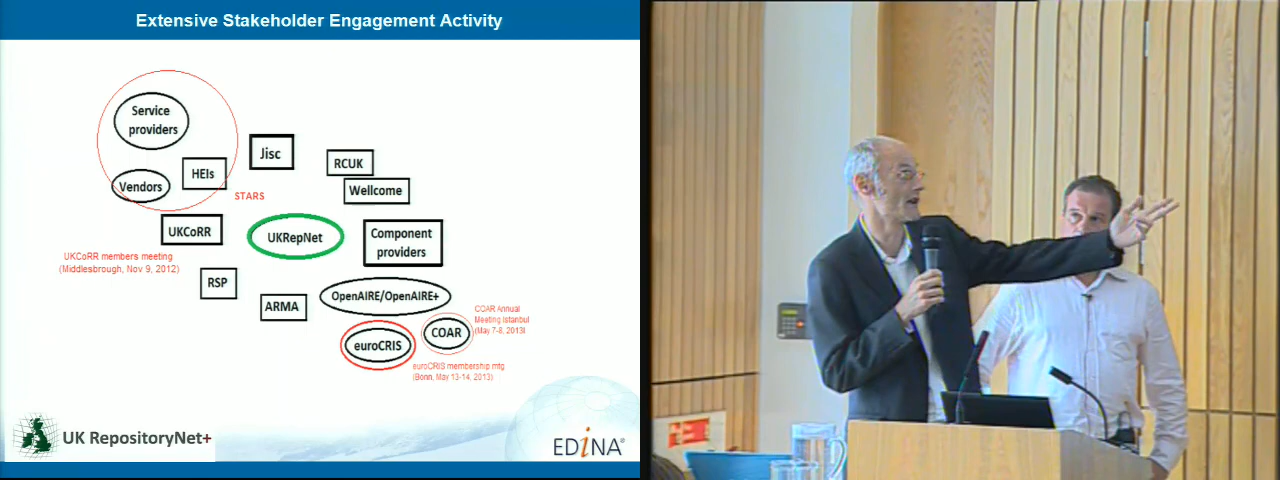 Extensive Stakeholder Engagement Activity
Service
providers
Jisc
RCUK
HEIs
Vendors
Wellcome
STARS
UKCoRR
UKRepNet
Component
providers
UKCoRR members meeting
(Middlesbrough, Nov 9, 2012)
RSP
ARMA
OpenAIRE/OpenAIRE+
COAR Annual
Meeting Istanbul
(May 7-8, 2013)
COAR
euroCRIS
euroCRIS membership mtg
(Bonn, May 13-14, 2013)
UK RepositoryNet+
EDINA